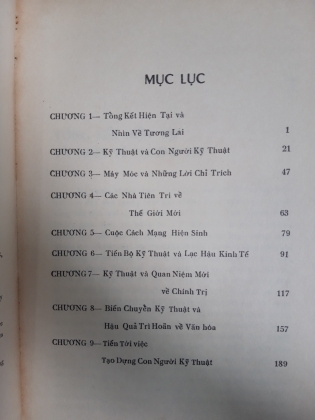 MỤC LỤC
CHƯƠNG 1— Tổng Kết Hiện Tại và
Nhìn Về Tương Lai 1
CHƯƠNG 2— Kỹ Thuật và Con Người Kỹ Thuật 21
CHƯƠNG 3— Máy Móc và Những Lời Chỉ Trích 47
CHƯƠNG 4— Các Nhà Tiên Tri về
Thế Giới Mới 63
CHƯƠNG 5— Cuộc Cách Mạng Hiện Sinh 79
CHƯƠNG 6— Tiến Bộ Kỹ Thuật và Lạc Hậu Kinh Tế 91
CHƯƠNG 7— Kỹ Thuật và Quan Niệm Mới
về Chính Trị 117
CHƯƠNG 8— Biến Chuyển Kỹ Thuật và
Hậu Quả Trì Hoãn về Văn hóa 157
CHƯƠNG 9— Tiến Tới việc
Tạo Dựng Con Người Kỹ Thuật 189